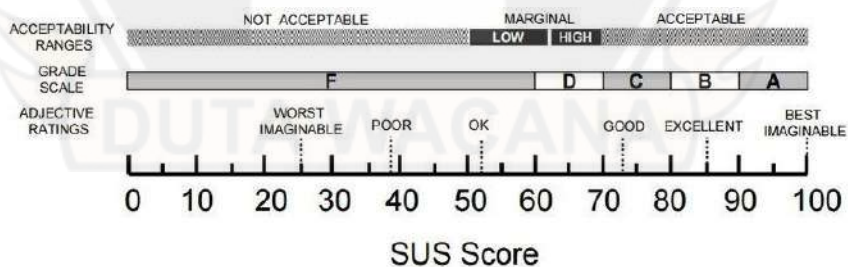 NOT ACCEPTABLE MARGINAL ACCEPTABLE
ACCEPTABILITY
RANGES
LOW HIGH
GRADE
SCALE
F D C B A
ADJECTIVE
RATINGS
WORST
IMAGINABLE
POOR
OK
GOOD
EXCELLENT
BEST
IMAGINABLE
DUTA WACANA
0 10 20 30 40 50 60 70 80 90 100
SUS Score